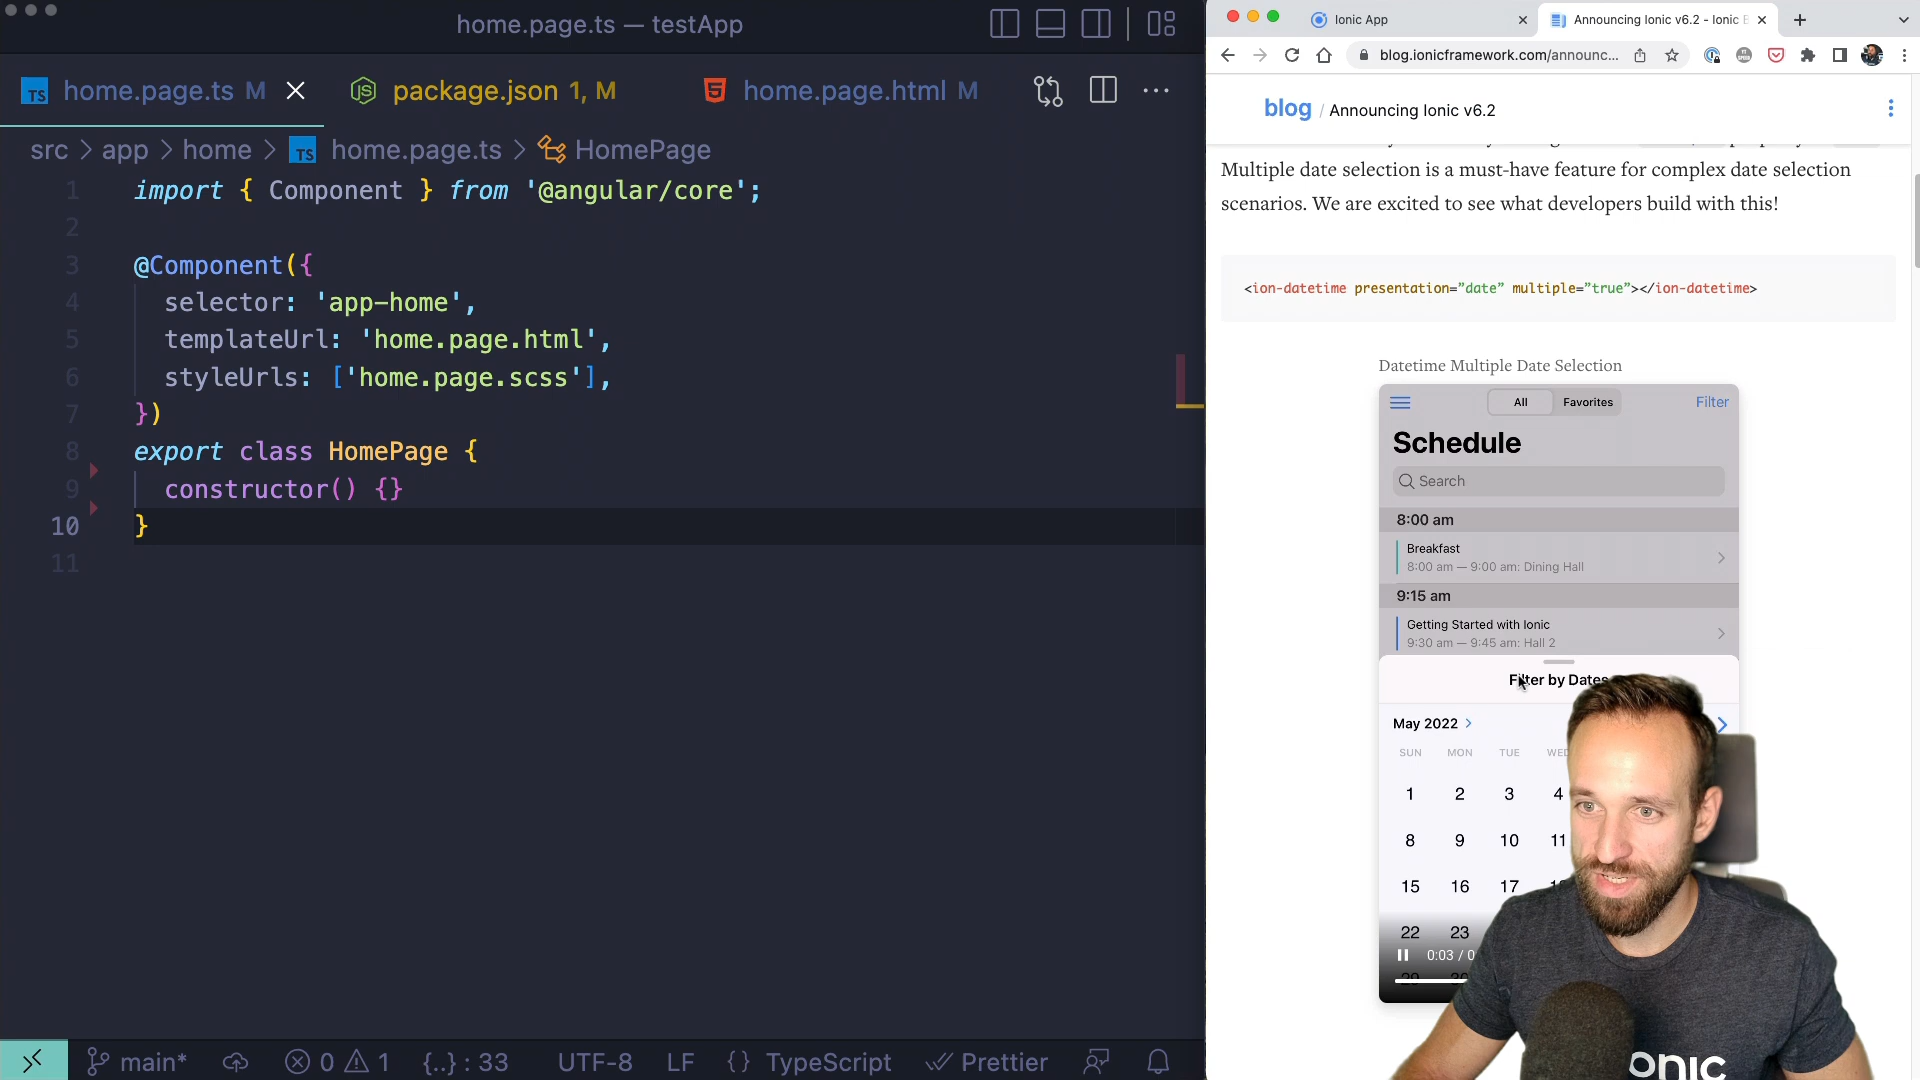 home.page.ts — testApp
TS home.page.ts M
package.json 1, M
home.page.html M
src > app > home > TS home.page.ts > HomePage
1 import { Component } from '@angular/core';
2
3 @Component({
4 selector: 'app-home',
5 templateUrl: 'home.page.html',
6 styleUrls: ['home.page.scss'],
7 })
8 export class HomePage {
9 constructor() {}
10 }
11
main* 0 1 {..} : 33 UTF-8 LF {} TypeScript Prettier
Ionic App
Announcing Ionic v6.2 - Ionic
blog.ionicframework.com/announc...
blog / Announcing Ionic v6.2
Multiple date selection is a must-have feature for complex date selection
scenarios. We are excited to see what developers build with this!
<ion-datetime presentation=”date” multiple=”true”></ion-datetime>
Datetime Multiple Date Selection
All Favorites Filter
Schedule
Search
8:00 am
Breakfast
8:00 am — 9:00 am: Dining Hall
9:15 am
Getting Started with Ionic
9:30 am — 9:45 am: Hall 2
Filter by Dates
May 2022 >
SUN MON TUE
1 2 3 4
8 9 10 11
15 16 17
22 23
0:03 / 0
29 30
onic